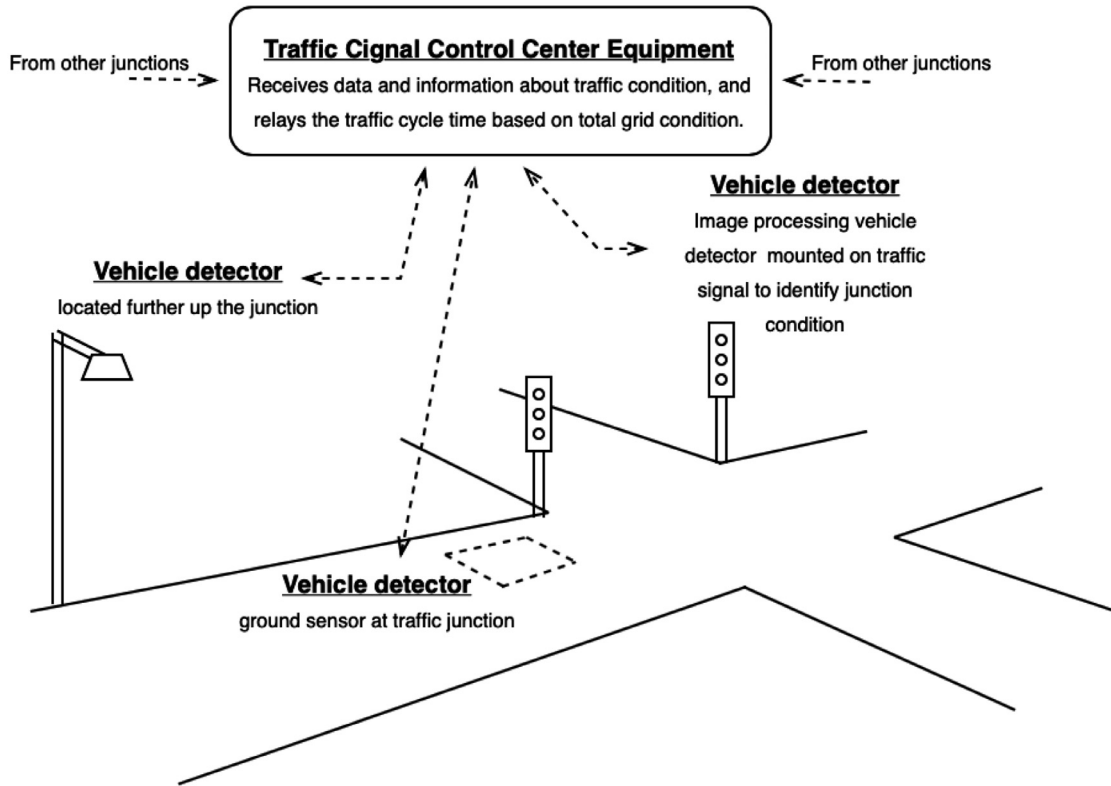 Traffic Cignal Control Center Equipment
From other junctions
From other junctions
Receives data and information about traffic condition, and
relays the traffic cycle time based on total grid condition.
Vehicle detector
Image processing vehicle
detector mounted on traffic
signal to identify junction
condition
Vehicle detector
located further up the junction
Vehicle detector
ground sensor at traffic junction